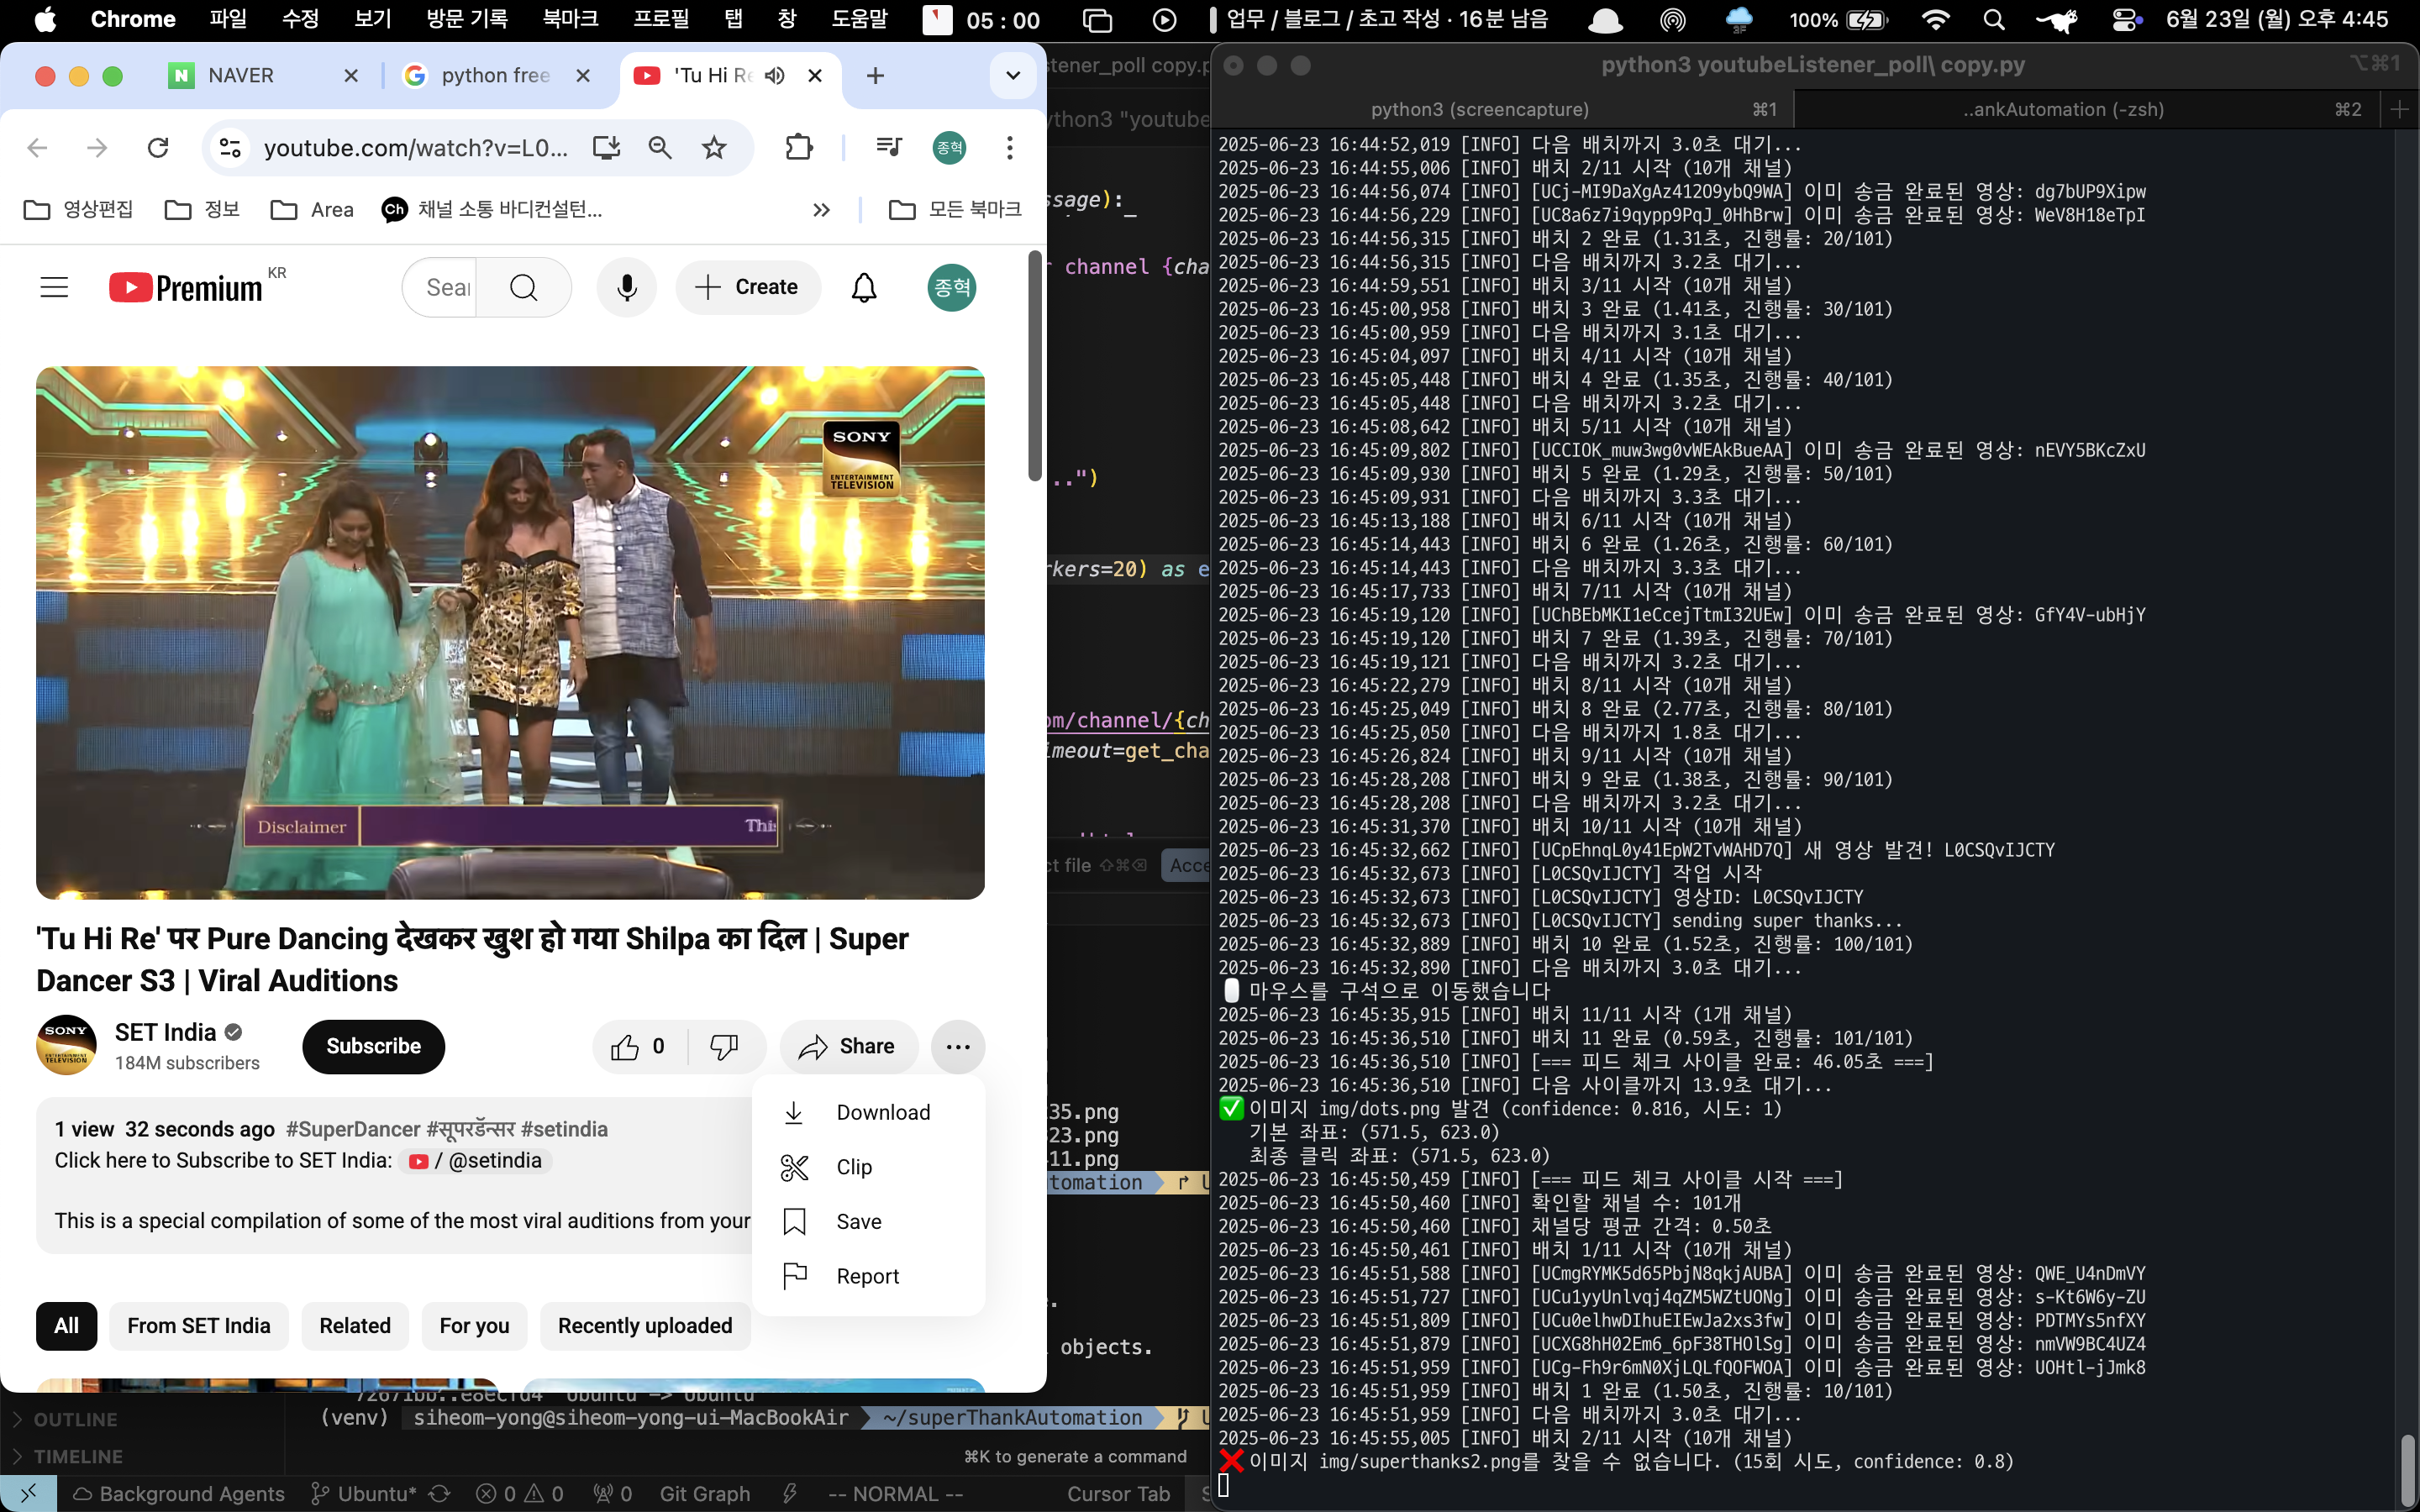 Chrome 파일 수정 보기 방문 기록 북마크 프로필 탭 창 도움말 05 : 00 업무 / 블로그 / 초고 작성 · 16분 남음 100% 6월 23일 (월) 오후 4:45
NAVER python free 'Tu Hi Re
youtube.com/watch?v=L0... 종혁
영상편집 정보 Area Ch 채널 소통 바디컨설턴... » 모든 북마크
Premium KR Sear Create 종혁
SONY
ENTERTAINMENT
TELEVISION
Disclaimer This
'Tu Hi Re' पर Pure Dancing देखकर खुश हो गया Shilpa का दिल | Super
Dancer S3 | Viral Auditions
SET India
184M subscribers
Subscribe 0 Share
1 view 32 seconds ago #SuperDancer #सूपरडॅन्सर #setindia
Click here to Subscribe to SET India: / @setindia
This is a special compilation of some of the most viral auditions from your
Download
Clip
Save
Report
All From SET India Related For you Recently uploaded
stener_poll copy.p
ython3 "youtube
ssage):
r channel {cha
..")
rkers=20) as e
om/channel/{ch
imeout=get_cha
ct file Acce
35.png
23.png
11.png
tomation
objects.
(venv) siheom-yong@siheom-yong-ui-MacBookAir ~/superThankAutomation
⌘K to generate a command
OUTLINE
TIMELINE
Background Agents Ubuntu* 0 0 0 Git Graph -- NORMAL -- Cursor Tab
python3 youtubeListener_poll\ copy.py ⌥⌘1
python3 (screencapture) ⌘1 ..ankAutomation (-zsh) ⌘2
2025-06-23 16:44:52,019 [INFO] 다음 배치까지 3.0초 대기...
2025-06-23 16:44:55,006 [INFO] 배치 2/11 시작 (10개 채널)
2025-06-23 16:44:56,074 [INFO] [UCj-MI9DaXgAz412O9ybQ9WA] 이미 송금 완료된 영상: dg7bUP9Xipw
2025-06-23 16:44:56,229 [INFO] [UC8a6z7i9qypp9PqJ_0HhBrw] 이미 송금 완료된 영상: WeV8H18eTpI
2025-06-23 16:44:56,315 [INFO] 배치 2 완료 (1.31초, 진행률: 20/101)
2025-06-23 16:44:56,315 [INFO] 다음 배치까지 3.2초 대기...
2025-06-23 16:44:59,551 [INFO] 배치 3/11 시작 (10개 채널)
2025-06-23 16:45:00,958 [INFO] 배치 3 완료 (1.41초, 진행률: 30/101)
2025-06-23 16:45:00,959 [INFO] 다음 배치까지 3.1초 대기...
2025-06-23 16:45:04,097 [INFO] 배치 4/11 시작 (10개 채널)
2025-06-23 16:45:05,448 [INFO] 배치 4 완료 (1.35초, 진행률: 40/101)
2025-06-23 16:45:05,448 [INFO] 다음 배치까지 3.2초 대기...
2025-06-23 16:45:08,642 [INFO] 배치 5/11 시작 (10개 채널)
2025-06-23 16:45:09,802 [INFO] [UCCIOK_muw3wg0vWEAkBueAA] 이미 송금 완료된 영상: nEVY5BKcZxU
2025-06-23 16:45:09,930 [INFO] 배치 5 완료 (1.29초, 진행률: 50/101)
2025-06-23 16:45:09,931 [INFO] 다음 배치까지 3.3초 대기...
2025-06-23 16:45:13,188 [INFO] 배치 6/11 시작 (10개 채널)
2025-06-23 16:45:14,443 [INFO] 배치 6 완료 (1.26초, 진행률: 60/101)
2025-06-23 16:45:14,443 [INFO] 다음 배치까지 3.3초 대기...
2025-06-23 16:45:17,733 [INFO] 배치 7/11 시작 (10개 채널)
2025-06-23 16:45:19,120 [INFO] [UChBEbMKI1eCcejTtmI32UEw] 이미 송금 완료된 영상: GfY4V-ubHjY
2025-06-23 16:45:19,120 [INFO] 배치 7 완료 (1.39초, 진행률: 70/101)
2025-06-23 16:45:19,121 [INFO] 다음 배치까지 3.2초 대기...
2025-06-23 16:45:22,279 [INFO] 배치 8/11 시작 (10개 채널)
2025-06-23 16:45:25,049 [INFO] 배치 8 완료 (2.77초, 진행률: 80/101)
2025-06-23 16:45:25,050 [INFO] 다음 배치까지 1.8초 대기...
2025-06-23 16:45:26,824 [INFO] 배치 9/11 시작 (10개 채널)
2025-06-23 16:45:28,208 [INFO] 배치 9 완료 (1.38초, 진행률: 90/101)
2025-06-23 16:45:28,208 [INFO] 다음 배치까지 3.2초 대기...
2025-06-23 16:45:31,370 [INFO] 배치 10/11 시작 (10개 채널)
2025-06-23 16:45:32,662 [INFO] [UCpEhnqL0y41EpW2TvWAHD7Q] 새 영상 발견! L0CSQvIJCTY
2025-06-23 16:45:32,673 [INFO] [L0CSQvIJCTY] 작업 시작
2025-06-23 16:45:32,673 [INFO] [L0CSQvIJCTY] 영상ID: L0CSQvIJCTY
2025-06-23 16:45:32,673 [INFO] [L0CSQvIJCTY] sending super thanks...
2025-06-23 16:45:32,889 [INFO] 배치 10 완료 (1.52초, 진행률: 100/101)
2025-06-23 16:45:32,890 [INFO] 다음 배치까지 3.0초 대기...
마우스를 구석으로 이동했습니다
2025-06-23 16:45:35,915 [INFO] 배치 11/11 시작 (1개 채널)
2025-06-23 16:45:36,510 [INFO] 배치 11 완료 (0.59초, 진행률: 101/101)
2025-06-23 16:45:36,510 [INFO] [=== 피드 체크 사이클 완료: 46.05초 ===]
2025-06-23 16:45:36,510 [INFO] 다음 사이클까지 13.9초 대기...
✅ 이미지 img/dots.png 발견 (confidence: 0.816, 시도: 1)
기본 좌표: (571.5, 623.0)
최종 클릭 좌표: (571.5, 623.0)
2025-06-23 16:45:50,459 [INFO] [=== 피드 체크 사이클 시작 ===]
2025-06-23 16:45:50,460 [INFO] 확인할 채널 수: 101개
2025-06-23 16:45:50,460 [INFO] 채널당 평균 간격: 0.50초
2025-06-23 16:45:50,461 [INFO] 배치 1/11 시작 (10개 채널)
2025-06-23 16:45:51,588 [INFO] [UCmgRYMK5d65PbjN8qkjAUBA] 이미 송금 완료된 영상: QWE_U4nDmVY
2025-06-23 16:45:51,727 [INFO] [UCu1yyUnlvqj4qZM5WZtUONg] 이미 송금 완료된 영상: s-Kt6W6y-ZU
2025-06-23 16:45:51,809 [INFO] [UCu0elhwDIhuEIEwJa2xs3fw] 이미 송금 완료된 영상: PDTMYs5nfXY
2025-06-23 16:45:51,879 [INFO] [UCXG8hH02Em6_6pF38THOlSg] 이미 송금 완료된 영상: nmVW9BC4UZ4
2025-06-23 16:45:51,959 [INFO] [UCg-Fh9r6mN0XjLQLfQOFWOA] 이미 송금 완료된 영상: UOHtl-jJmk8
2025-06-23 16:45:51,959 [INFO] 배치 1 완료 (1.50초, 진행률: 10/101)
2025-06-23 16:45:51,959 [INFO] 다음 배치까지 3.0초 대기...
2025-06-23 16:45:55,005 [INFO] 배치 2/11 시작 (10개 채널)
❌ 이미지 img/superthanks2.png를 찾을 수 없습니다. (15회 시도, confidence: 0.8)